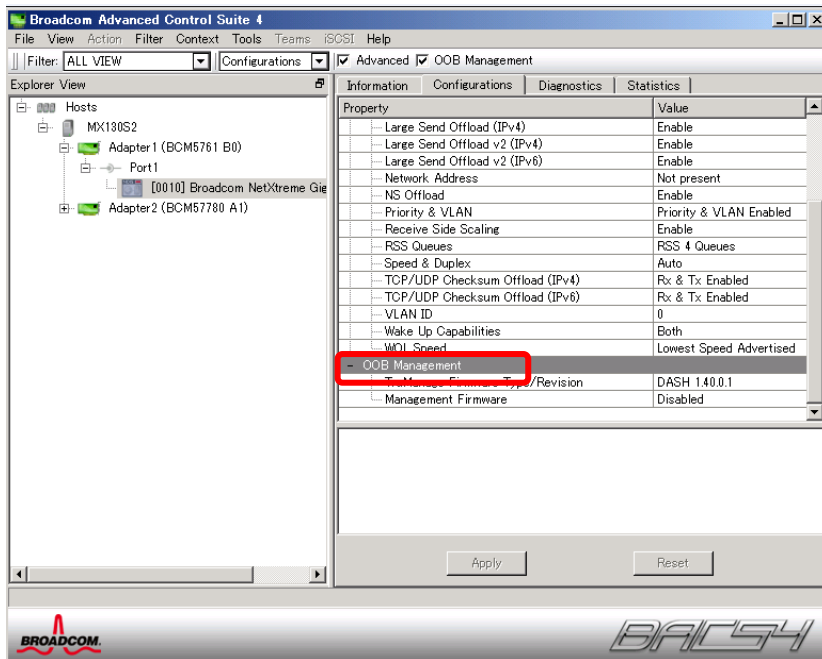 Broadcom Advanced Control Suite 4
File View Action Filter Context Tools Teams iSCSI Help
Filter: ALL VIEW Configurations Advanced OOB Management
Explorer View
Information Configurations Diagnostics Statistics
Hosts
MX130S2
Adapter1 (BCM5761 B0)
Port1
[0010] Broadcom NetXtreme Gig
Adapter2 (BCM57780 A1)
Property Value
Large Send Offload (IPv4) Enable
Large Send Offload v2 (IPv4) Enable
Large Send Offload v2 (IPv6) Enable
Network Address Not present
NS Offload Enable
Priority & VLAN Priority & VLAN Enabled
Receive Side Scaling Enable
RSS Queues RSS 4 Queues
Speed & Duplex Auto
TCP/UDP Checksum Offload (IPv4) Rx & Tx Enabled
TCP/UDP Checksum Offload (IPv6) Rx & Tx Enabled
VLAN ID 0
Wake Up Capabilities Both
WOL Speed Lowest Speed Advertised
OOB Management
TruManage Firmware Type/Revision DASH 1.40.0.1
Management Firmware Disabled
Apply Reset
BROADCOM. BACS4